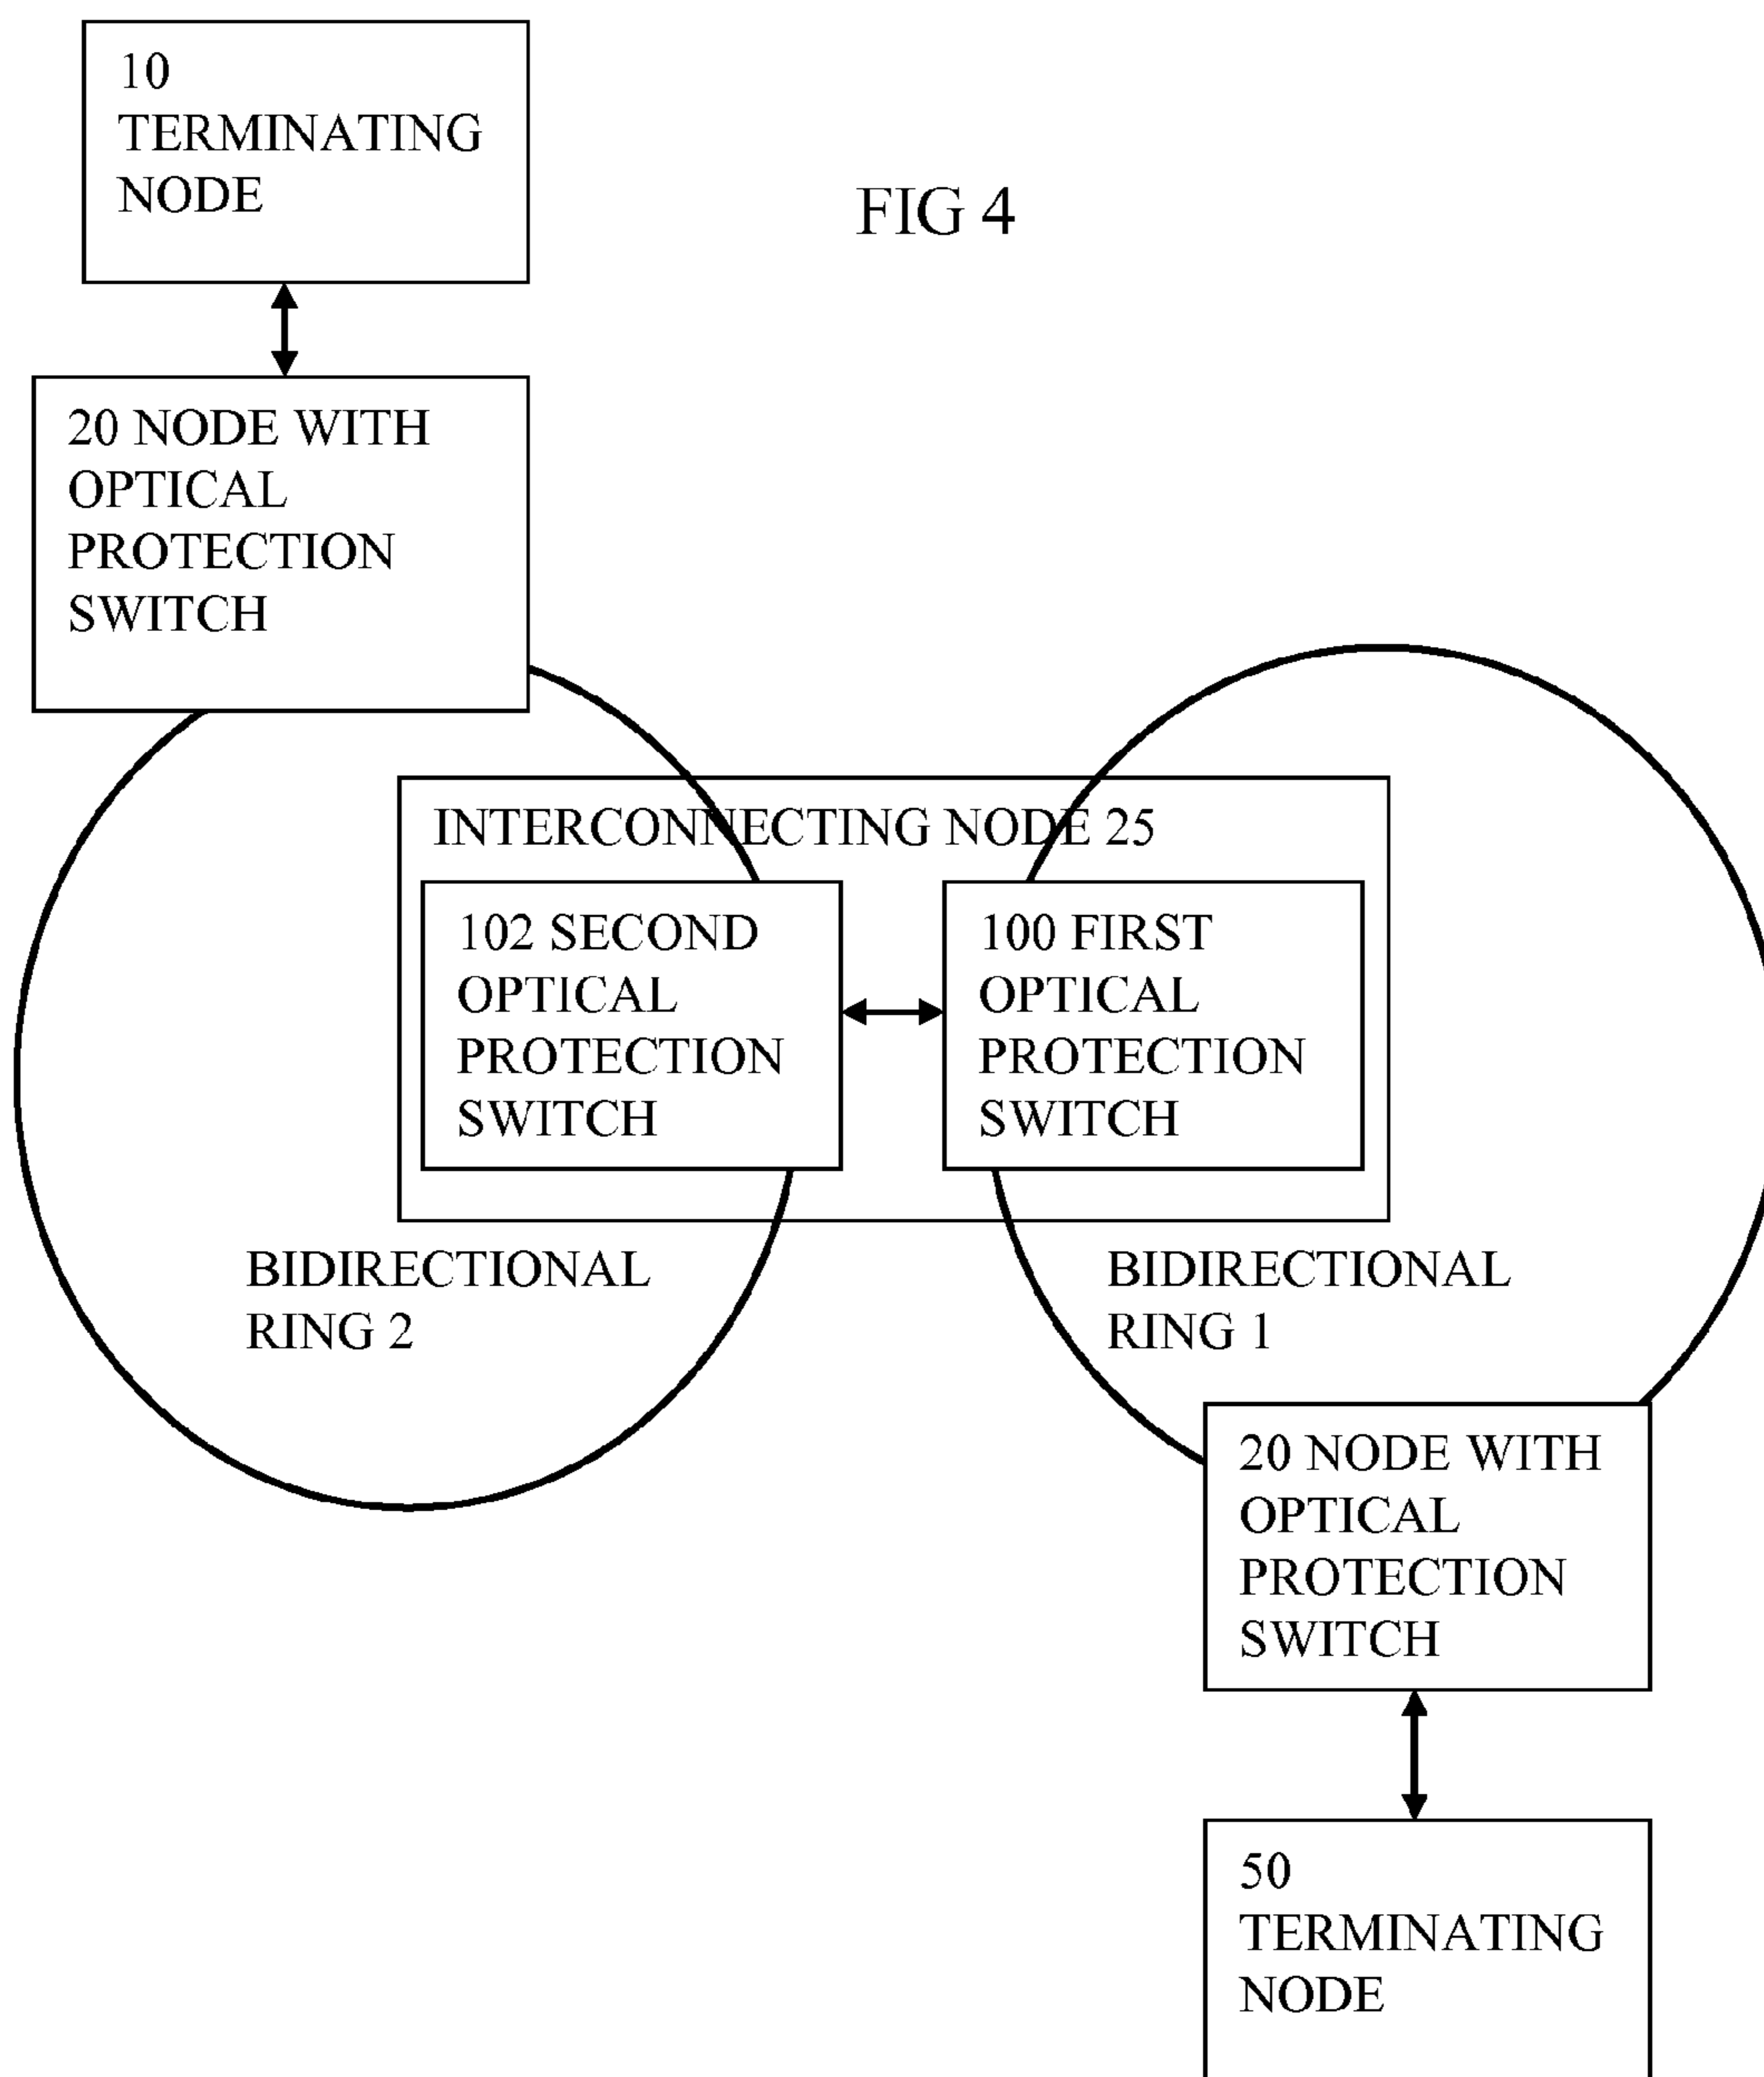 10
TERMINATING
NODE
FIG 4
20 NODE WITH
OPTICAL
PROTECTION
SWITCH
INTERCONNECTING NODE 25
102 SECOND
OPTICAL
PROTECTION
SWITCH
100 FIRST
OPTICAL
PROTECTION
SWITCH
BIDIRECTIONAL
RING 2
BIDIRECTIONAL
RING 1
20 NODE WITH
OPTICAL
PROTECTION
SWITCH
50
TERMINATING
NODE